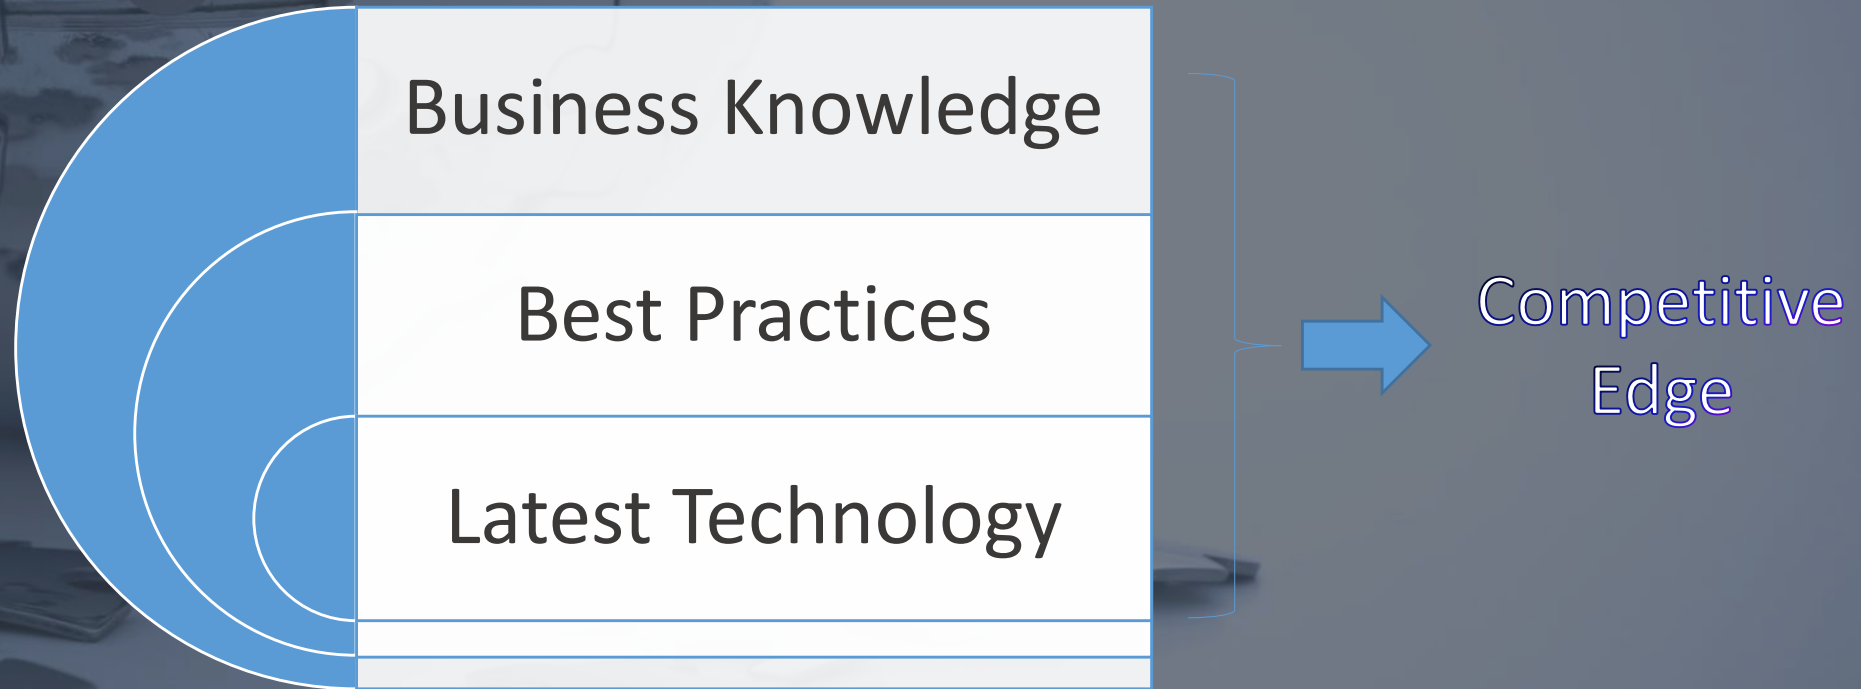 Business Knowledge
Best Practices
Latest Technology
Competitive
Edge